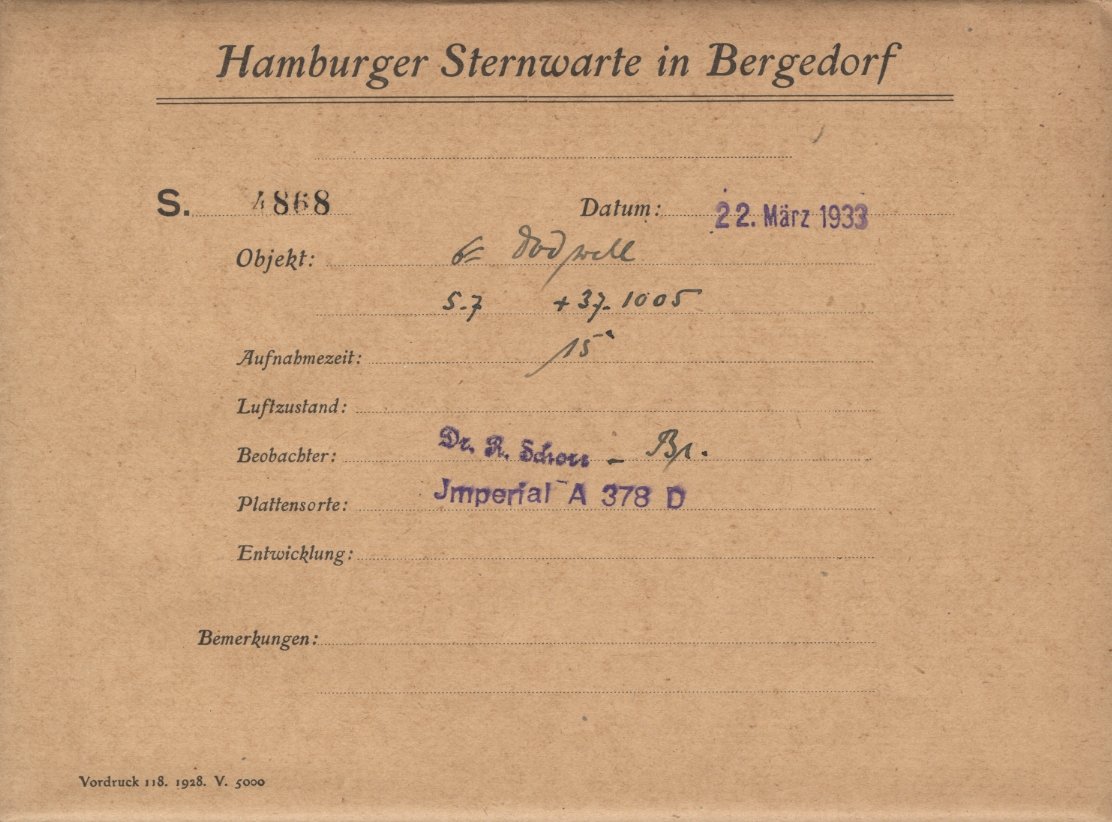 Hamburger Sternwarte in Bergedorf
S. 4868 Datum: 22. März 1933
Objekt: Dodwell
5.7 +37.1005
Aufnahmezeit: 15
Luftzustand:
Beobachter: Dr. R. Schorr - Br.
Plattensorte: Jmperial A 378 D
Entwicklung:
Bemerkungen:
Vordruck 118. 1928. V. 5000